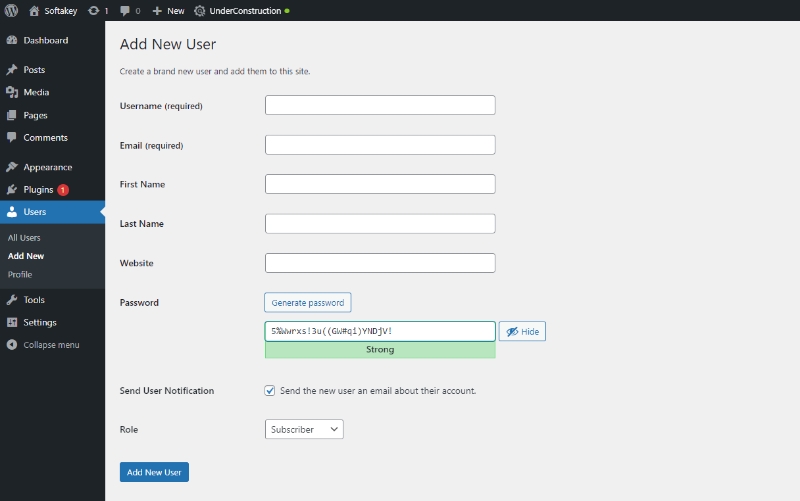 Softakey 1 0 New UnderConstruction
Dashboard
Posts
Media
Pages
Comments
Appearance
Plugins 1
Users
All Users
Add New
Profile
Tools
Settings
Collapse menu
Add New User
Create a brand new user and add them to this site.
Username (required)
Email (required)
First Name
Last Name
Website
Password Generate password
5%Wwrxs!3u((GW#qi)YNDjV! Hide
Strong
Send User Notification Send the new user an email about their account.
Role Subscriber
Add New User